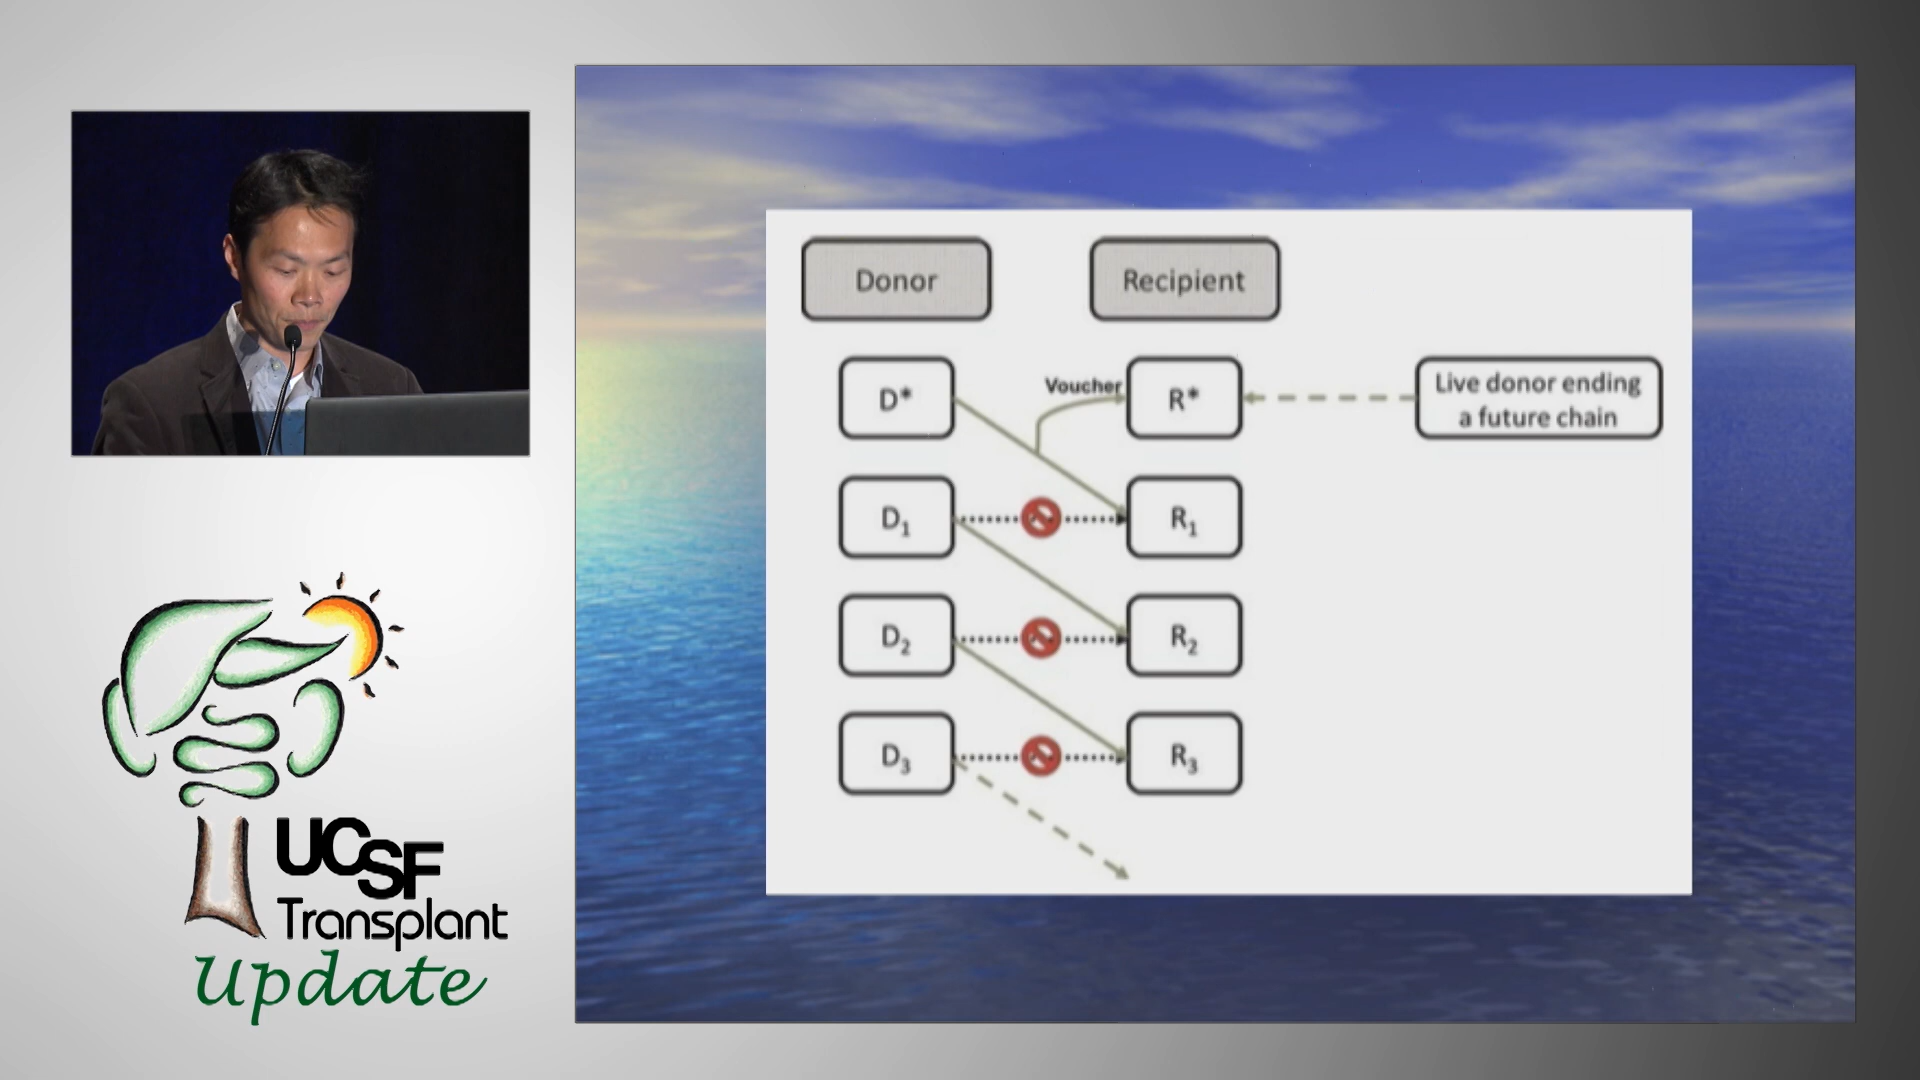 Donor
Recipient
D*
Voucher
R*
Live donor ending
a future chain
D1
R1
D2
R2
D3
R3
UCSF
Transplant
Update